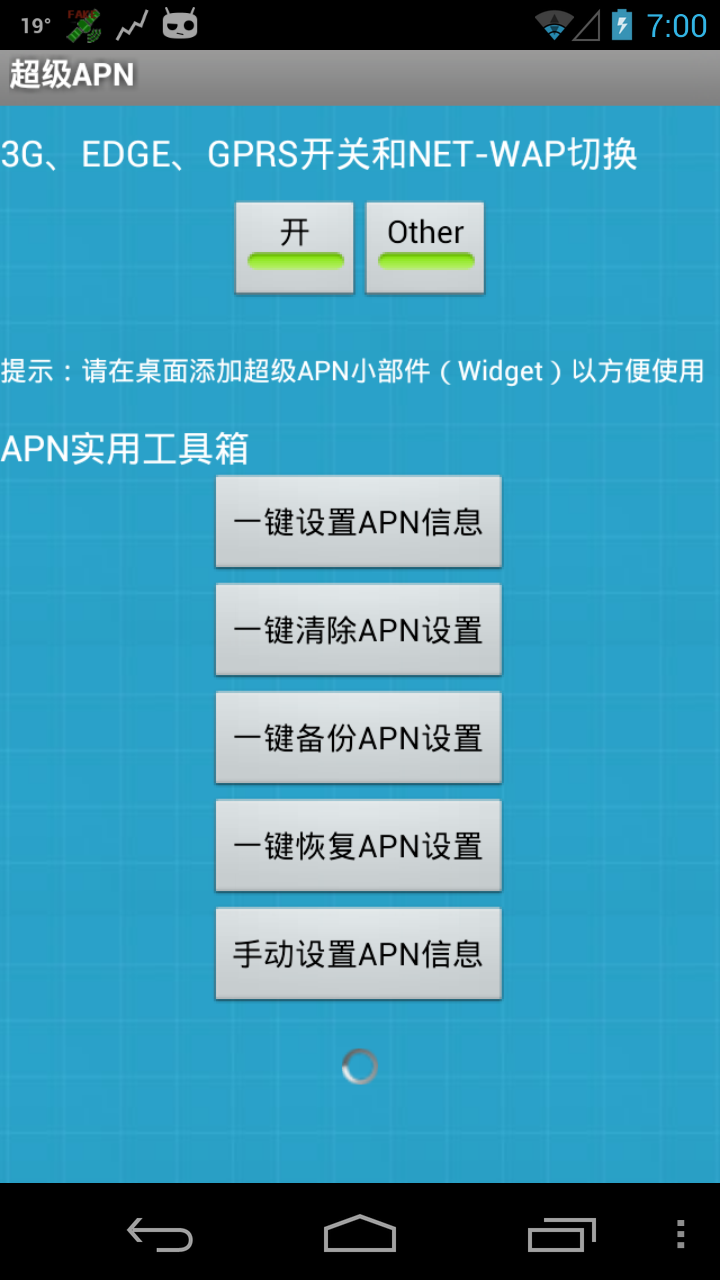 19° FAKE 7:00
超级APN
3G、EDGE、GPRS开关和NET-WAP切换
开 Other
提示：请在桌面添加超级APN小部件（Widget）以方便使用
APN实用工具箱
一键设置APN信息
一键清除APN设置
一键备份APN设置
一键恢复APN设置
手动设置APN信息